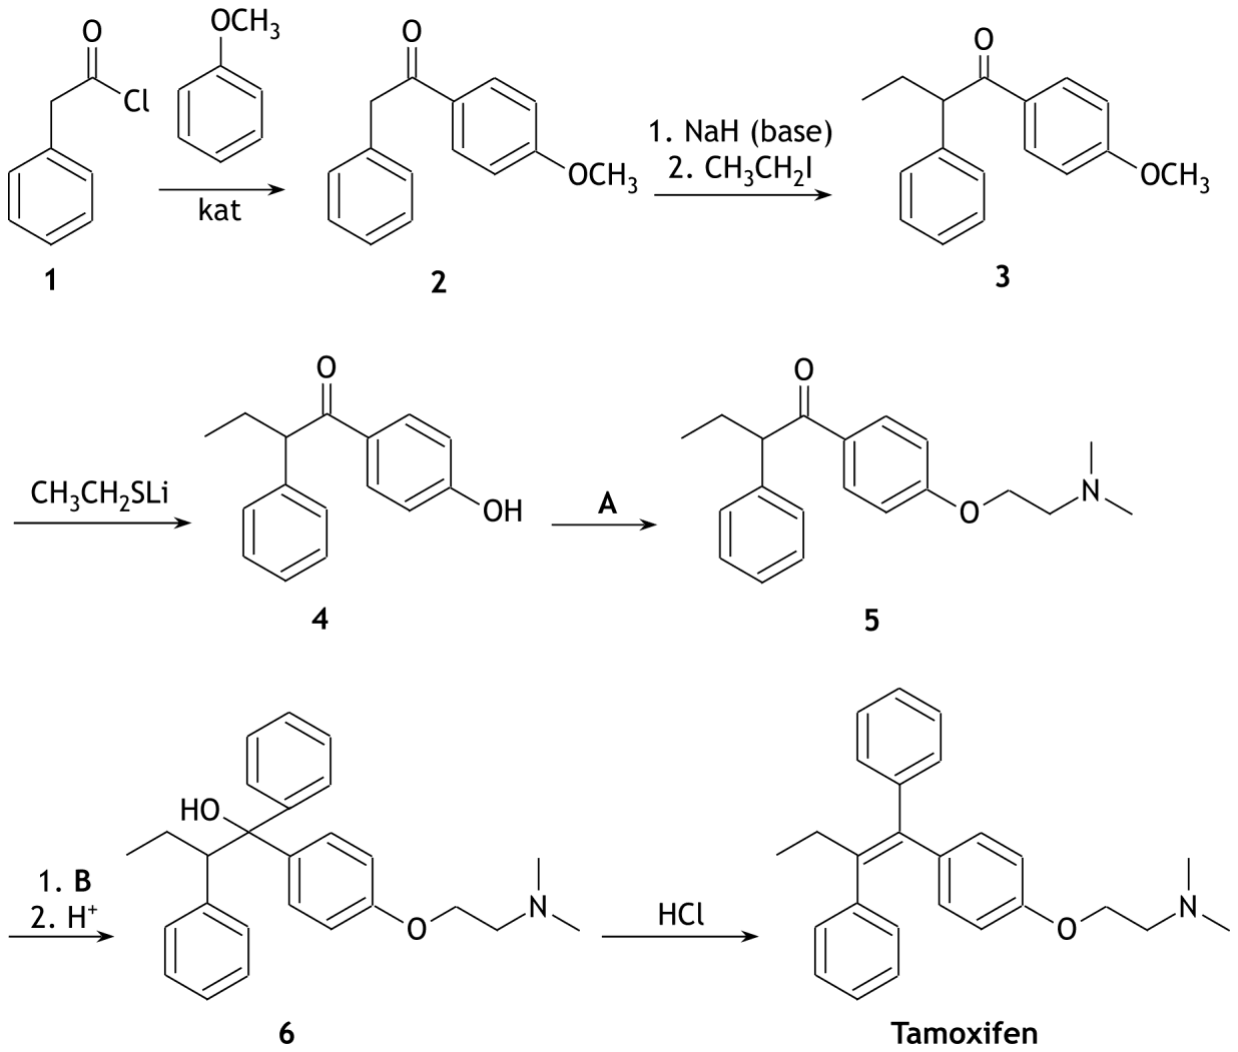 O
Cl
OCH₃
kat
1
O
OCH₃
2
1. NaH (base)
2. CH₃CH₂I
O
OCH₃
3
CH₃CH₂SLi
O
OH
4
A
O
O
N
5
1. B
2. H⁺
HO
O
N
6
HCl
O
N
Tamoxifen